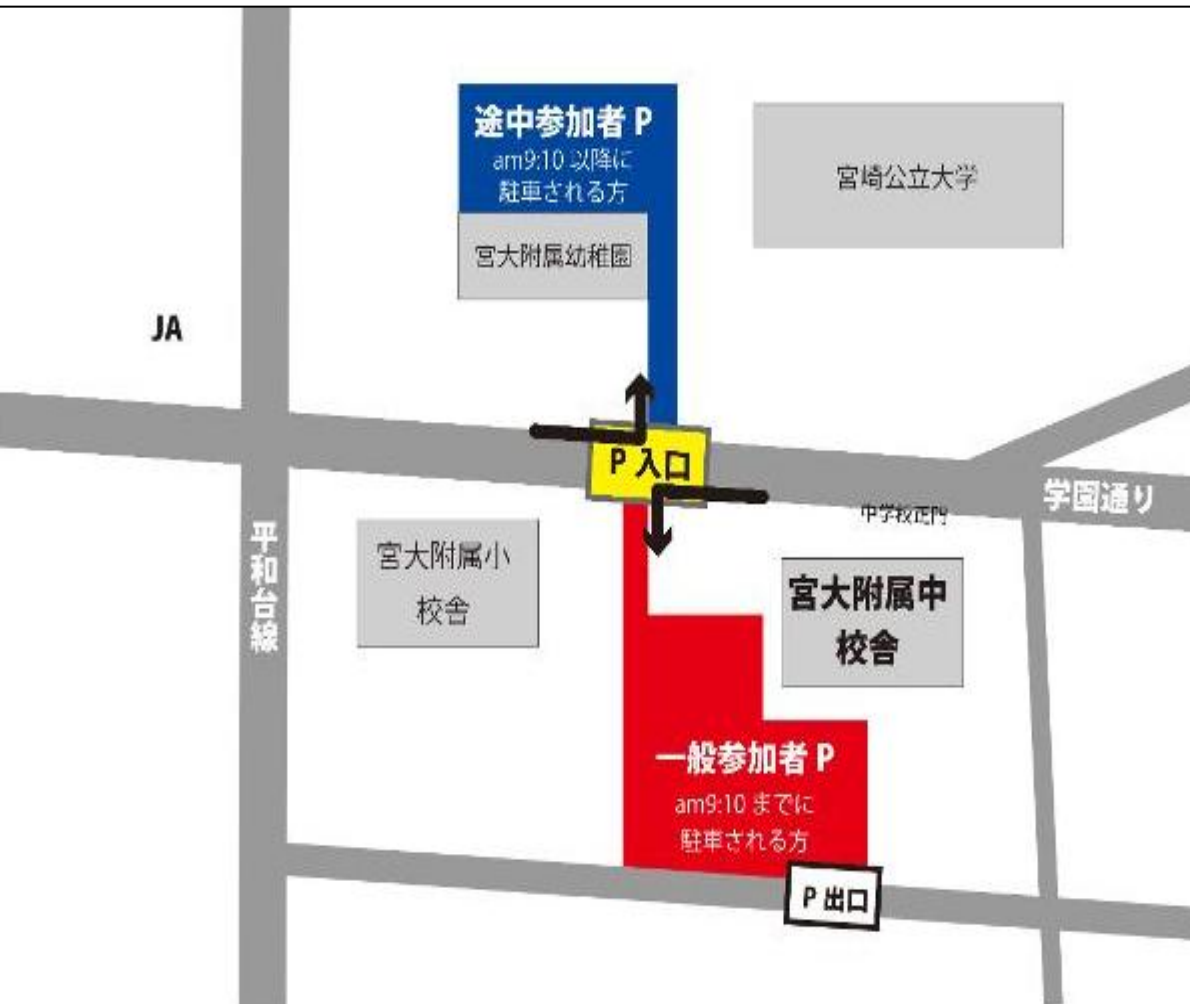 途中参加者 P
am9:10 以降に
駐車される方
宮崎公立大学
宮大附属幼稚園
JA
P 入口
学園通り
中学校正門
平和台線
宮大附属小
校舎
宮大附属中
校舎
一般参加者 P
am9:10 までに
駐車される方
P 出口